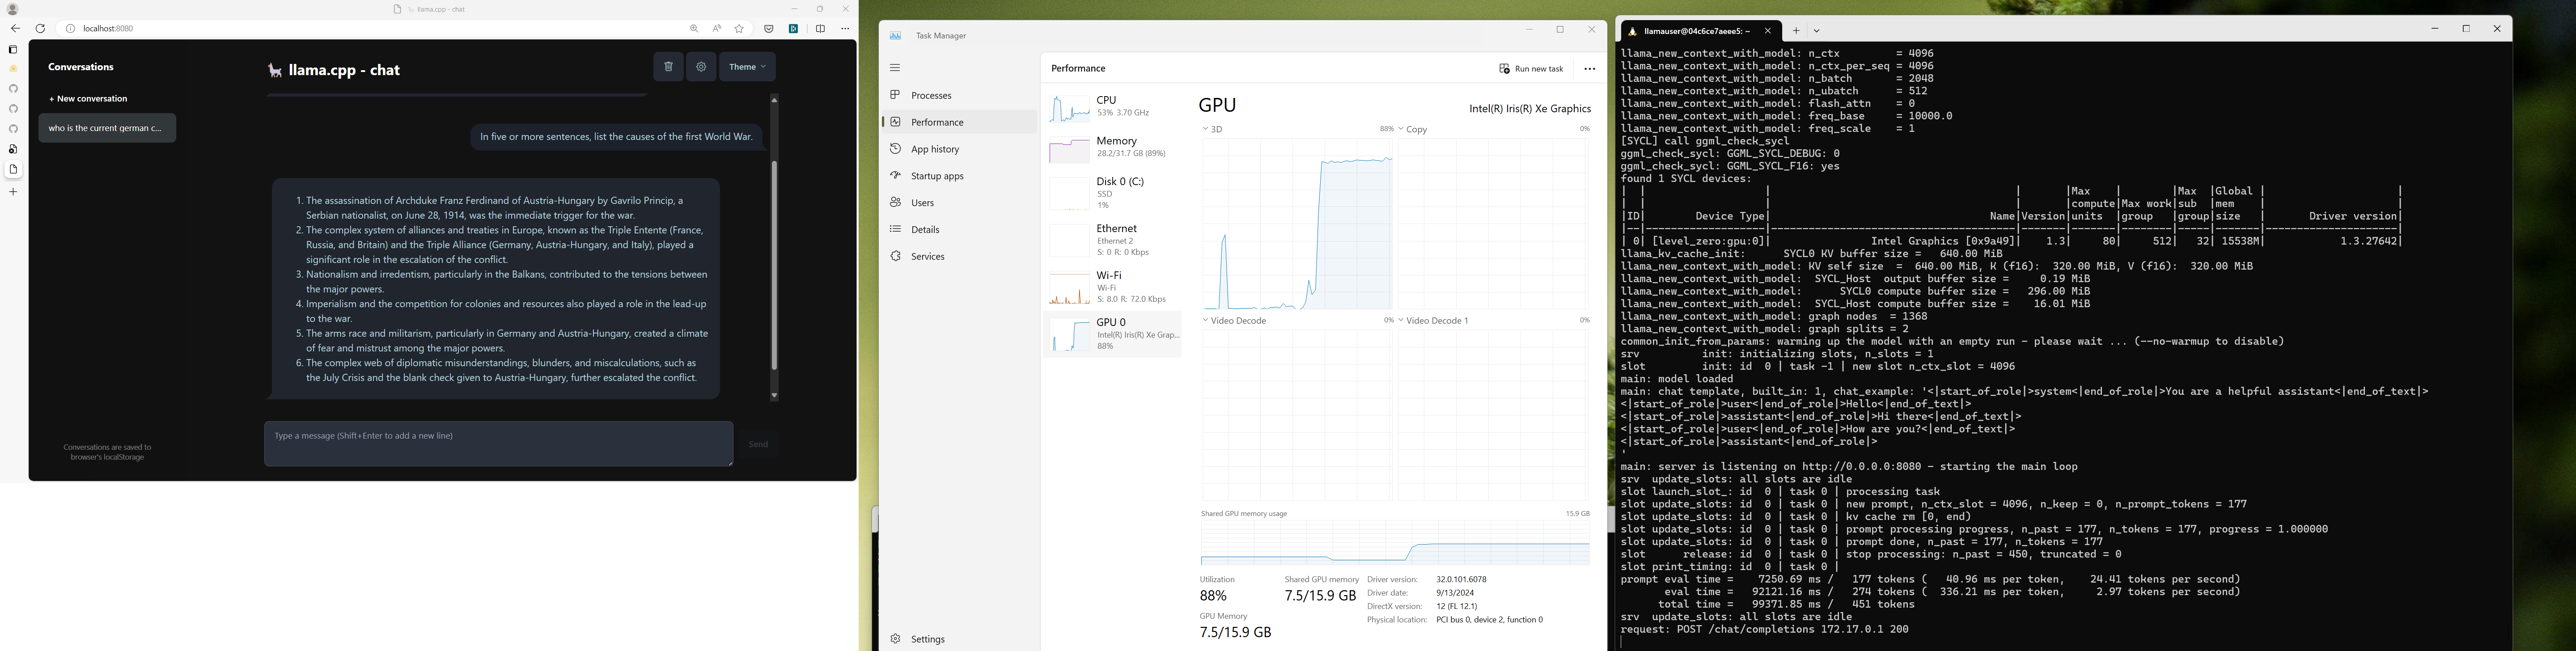 llama.cpp - chat
localhost:8080
Conversations
+ New conversation
who is the current german c...
Conversations are saved to
browser's localStorage
llama.cpp - chat
Theme
In five or more sentences, list the causes of the first World War.
1. The assassination of Archduke Franz Ferdinand of Austria-Hungary by Gavrilo Princip, a
Serbian nationalist, on June 28, 1914, was the immediate trigger for the war.
2. The complex system of alliances and treaties in Europe, known as the Triple Entente (France,
Russia, and Britain) and the Triple Alliance (Germany, Austria-Hungary, and Italy), played a
significant role in the escalation of the conflict.
3. Nationalism and irredentism, particularly in the Balkans, contributed to the tensions between
the major powers.
4. Imperialism and the competition for colonies and resources also played a role in the lead-up
to the war.
5. The arms race and militarism, particularly in Germany and Austria-Hungary, created a climate
of fear and mistrust among the major powers.
6. The complex web of diplomatic misunderstandings, blunders, and miscalculations, such as
the July Crisis and the blank check given to Austria-Hungary, further escalated the conflict.
Type a message (Shift+Enter to add a new line)
Send
Task Manager
Processes
Performance
App history
Startup apps
Users
Details
Services
Settings
Performance
Run new task
CPU
53% 3.70 GHz
Memory
28.2/31.7 GB (89%)
Disk 0 (C:)
SSD
1%
Ethernet
Ethernet 2
S: 0 R: 0 Kbps
Wi-Fi
Wi-Fi
S: 8.0 R: 72.0 Kbps
GPU 0
Intel(R) Iris(R) Xe Grap...
88%
GPU
Intel(R) Iris(R) Xe Graphics
3D 88%
Copy 0%
Video Decode 0%
Video Decode 1 0%
Shared GPU memory usage 15.9 GB
Utilization
88%
Shared GPU memory
7.5/15.9 GB
GPU Memory
7.5/15.9 GB
Driver version: 32.0.101.6078
Driver date: 9/13/2024
DirectX version: 12 (FL 12.1)
Physical location: PCI bus 0, device 2, function 0
llamauser@04c6ce7aeee5: ~
llama_new_context_with_model: n_ctx = 4096
llama_new_context_with_model: n_ctx_per_seq = 4096
llama_new_context_with_model: n_batch = 2048
llama_new_context_with_model: n_ubatch = 512
llama_new_context_with_model: flash_attn = 0
llama_new_context_with_model: freq_base = 10000.0
llama_new_context_with_model: freq_scale = 1
[SYCL] call ggml_check_sycl
ggml_check_sycl: GGML_SYCL_DEBUG: 0
ggml_check_sycl: GGML_SYCL_F16: yes
found 1 SYCL devices:
| | | | |Max | |Max |Global | |
| | | | |compute|Max work|sub |mem | |
|ID| Device Type| Name|Version|units |group |group|size | Driver version|
|--|-------------------|---------------------------------------|-------|-------|--------|-----|-------|---------------------|
| 0| [level_zero:gpu:0]| Intel Graphics [0x9a49]| 1.3| 80| 512| 32| 15538M| 1.3.27642|
llama_kv_cache_init: SYCL0 KV buffer size = 640.00 MiB
llama_new_context_with_model: KV self size = 640.00 MiB, K (f16): 320.00 MiB, V (f16): 320.00 MiB
llama_new_context_with_model: SYCL_Host output buffer size = 0.19 MiB
llama_new_context_with_model: SYCL0 compute buffer size = 296.00 MiB
llama_new_context_with_model: SYCL_Host compute buffer size = 16.01 MiB
llama_new_context_with_model: graph nodes = 1368
llama_new_context_with_model: graph splits = 2
common_init_from_params: warming up the model with an empty run - please wait ... (--no-warmup to disable)
srv init: initializing slots, n_slots = 1
slot init: id 0 | task -1 | new slot n_ctx_slot = 4096
main: model loaded
main: chat template, built_in: 1, chat_example: '<|start_of_role|>system<|end_of_role|>You are a helpful assistant<|end_of_text|>
<|start_of_role|>user<|end_of_role|>Hello<|end_of_text|>
<|start_of_role|>assistant<|end_of_role|>Hi there<|end_of_text|>
<|start_of_role|>user<|end_of_role|>How are you?<|end_of_text|>
<|start_of_role|>assistant<|end_of_role|>
'
main: server is listening on http://0.0.0.0:8080 - starting the main loop
srv update_slots: all slots are idle
slot launch_slot_: id 0 | task 0 | processing task
slot update_slots: id 0 | task 0 | new prompt, n_ctx_slot = 4096, n_keep = 0, n_prompt_tokens = 177
slot update_slots: id 0 | task 0 | kv cache rm [0, end)
slot update_slots: id 0 | task 0 | prompt processing progress, n_past = 177, n_tokens = 177, progress = 1.000000
slot update_slots: id 0 | task 0 | prompt done, n_past = 177, n_tokens = 177
slot release: id 0 | task 0 | stop processing: n_past = 450, truncated = 0
slot print_timing: id 0 | task 0 |
prompt eval time = 7250.69 ms / 177 tokens ( 40.96 ms per token, 24.41 tokens per second)
eval time = 92121.16 ms / 274 tokens ( 336.21 ms per token, 2.97 tokens per second)
total time = 99371.85 ms / 451 tokens
srv update_slots: all slots are idle
request: POST /chat/completions 172.17.0.1 200